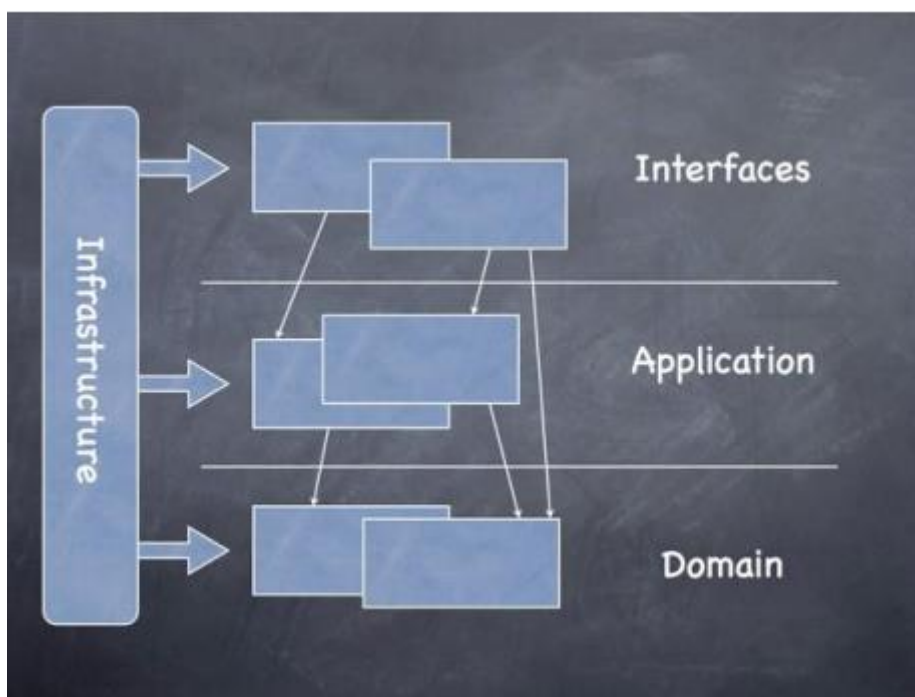 Infrastructure
Interfaces
Application
Domain